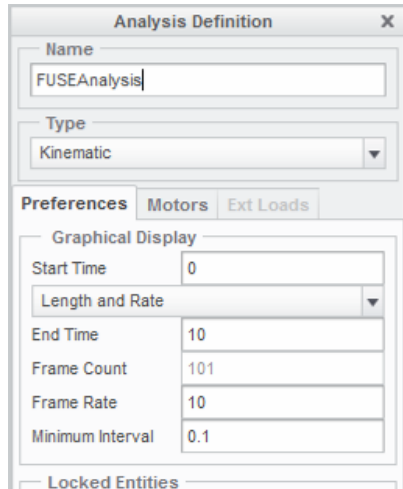 Analysis Definition X
Name
FUSEAnalysis
Type
Kinematic
Preferences Motors Ext Loads
Graphical Display
Start Time 0
Length and Rate
End Time 10
Frame Count 101
Frame Rate 10
Minimum Interval 0.1
Locked Entities